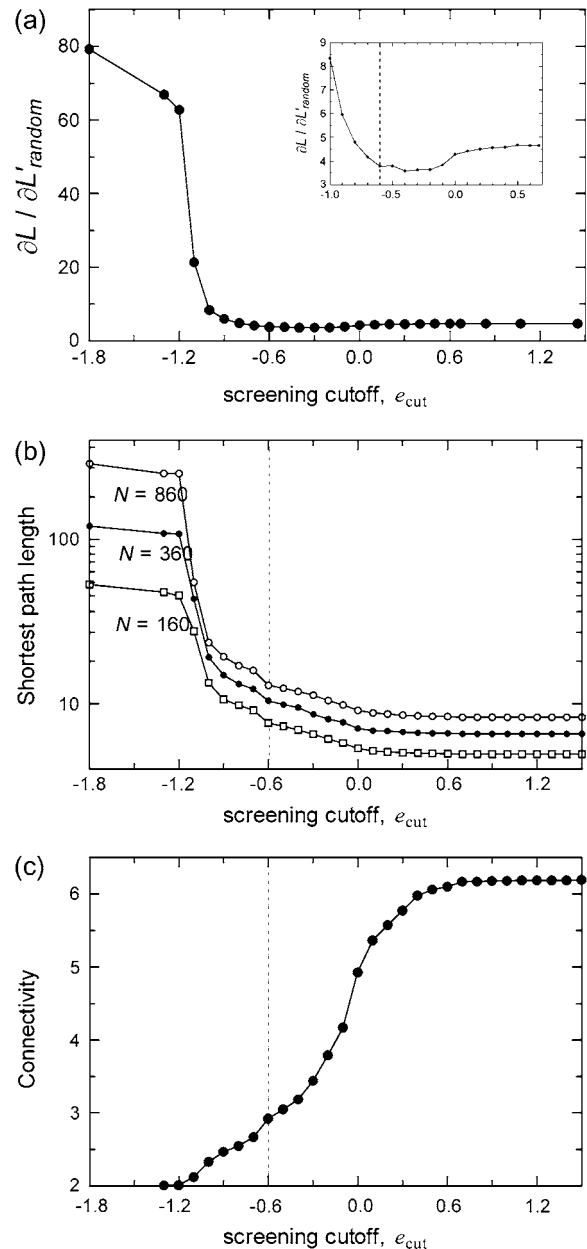 (a)
80
60
40
20
0
∂L / ∂L'random
-1.8 -1.2 -0.6 0.0 0.6 1.2
screening cutoff, ecut
9
8
7
6
5
4
3
∂L / ∂L'random
-1.0 -0.5 0.0 0.5
(b)
100
10
Shortest path length
N = 860
N = 360
N = 160
-1.8 -1.2 -0.6 0.0 0.6 1.2
screening cutoff, ecut
(c)
6
5
4
3
2
Connectivity
-1.8 -1.2 -0.6 0.0 0.6 1.2
screening cutoff, ecut